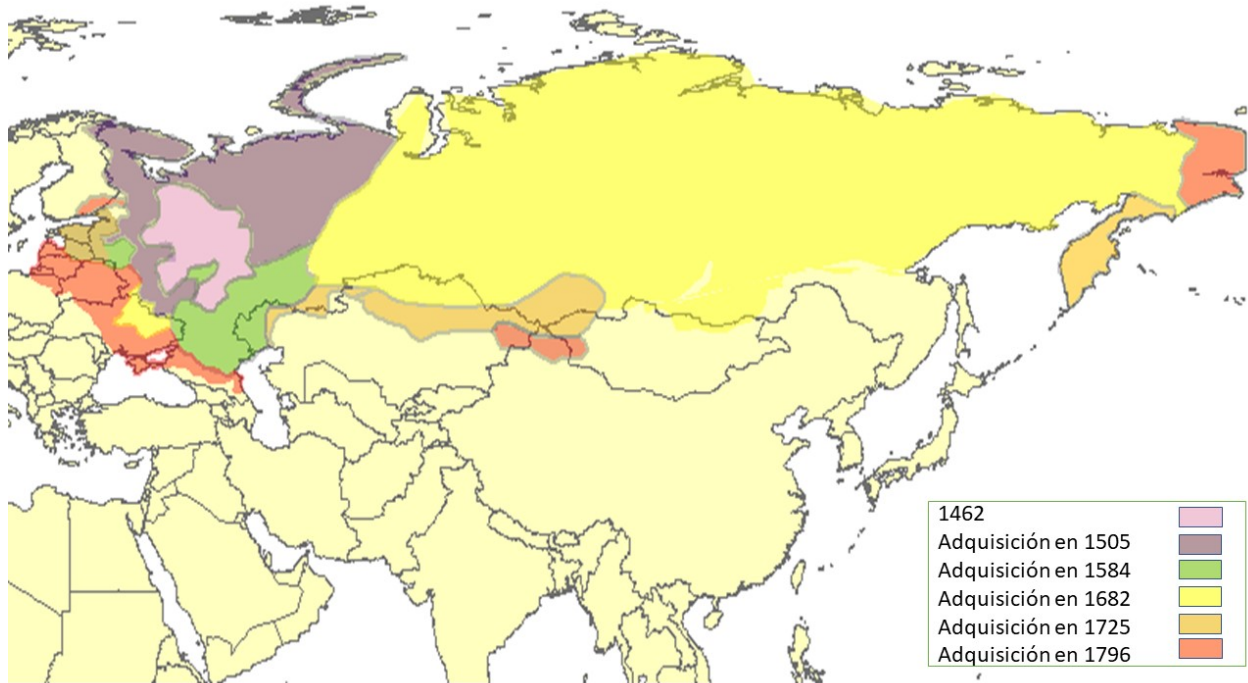 1462
Adquisición en 1505
Adquisición en 1584
Adquisición en 1682
Adquisición en 1725
Adquisición en 1796